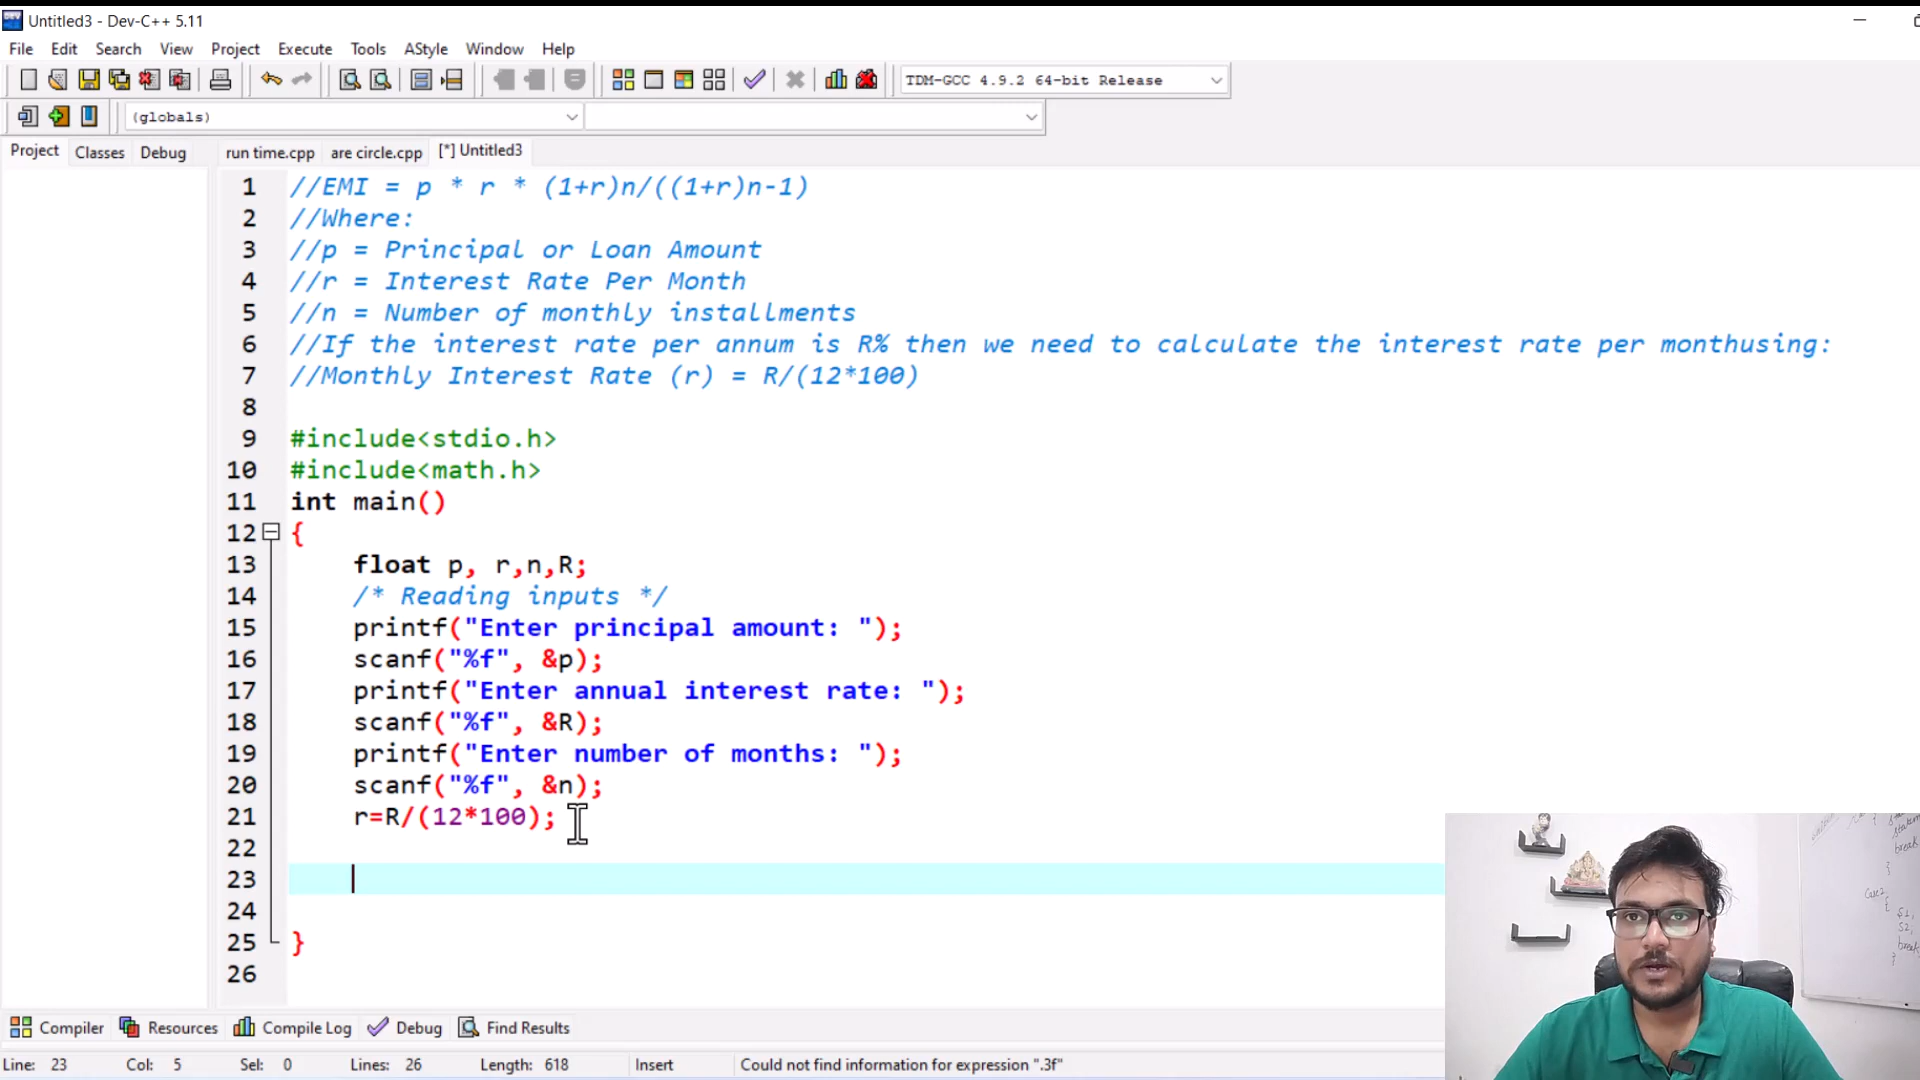 Untitled3 - Dev-C++ 5.11
File Edit Search View Project Execute Tools AStyle Window Help
TDM-GCC 4.9.2 64-bit Release
(globals)
Project Classes Debug run time.cpp are circle.cpp [*] Untitled3
1 //EMI = p * r * (1+r)n/((1+r)n-1)
2 //Where:
3 //p = Principal or Loan Amount
4 //r = Interest Rate Per Month
5 //n = Number of monthly installments
6 //If the interest rate per annum is R% then we need to calculate the interest rate per monthusing:
7 //Monthly Interest Rate (r) = R/(12*100)
8
9 #include<stdio.h>
10 #include<math.h>
11 int main()
12 {
13 float p, r,n,R;
14 /* Reading inputs */
15 printf("Enter principal amount: ");
16 scanf("%f", &p);
17 printf("Enter annual interest rate: ");
18 scanf("%f", &R);
19 printf("Enter number of months: ");
20 scanf("%f", &n);
21 r=R/(12*100);
22
23
24
25 }
26
break
}
Case2
{
S1,
S2,
break
}
Compiler Resources Compile Log Debug Find Results
Line: 23 Col: 5 Sel: 0 Lines: 26 Length: 618 Insert Could not find information for expression ".3f"